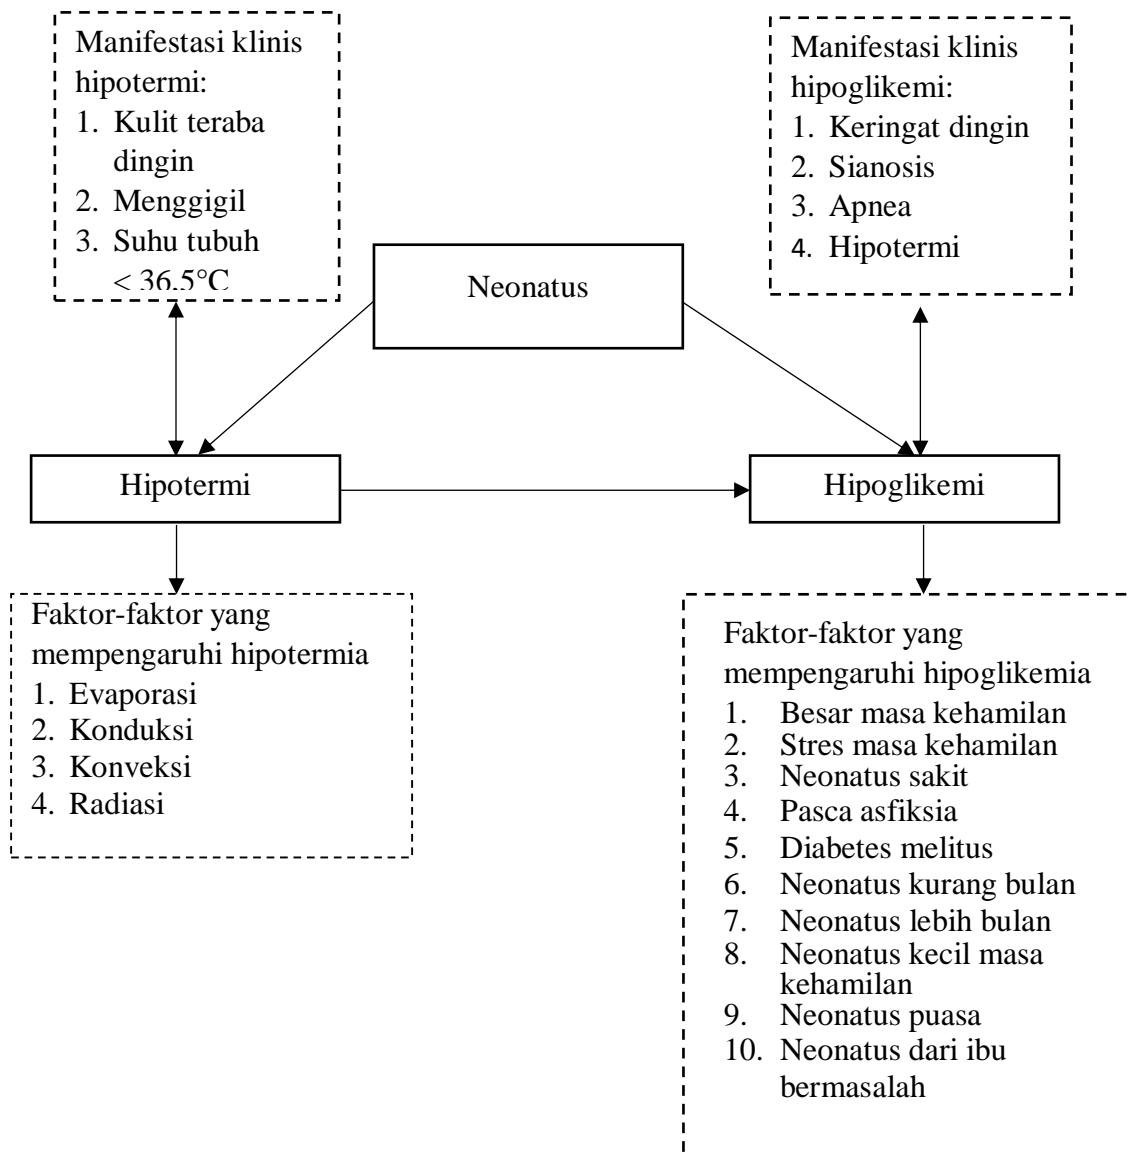 Manifestasi klinis
hipotermi:
1. Kulit teraba
dingin
2. Menggigil
3. Suhu tubuh
< 36,5°C
Manifestasi klinis
hipoglikemi:
1. Keringat dingin
2. Sianosis
3. Apnea
4. Hipotermi
Neonatus
Hipotermi
Hipoglikemi
Faktor-faktor yang
mempengaruhi hipotermia
1. Evaporasi
2. Konduksi
3. Konveksi
4. Radiasi
Faktor-faktor yang
mempengaruhi hipoglikemia
1. Besar masa kehamilan
2. Stres masa kehamilan
3. Neonatus sakit
4. Pasca asfiksia
5. Diabetes melitus
6. Neonatus kurang bulan
7. Neonatus lebih bulan
8. Neonatus kecil masa
kehamilan
9. Neonatus puasa
10. Neonatus dari ibu
bermasalah